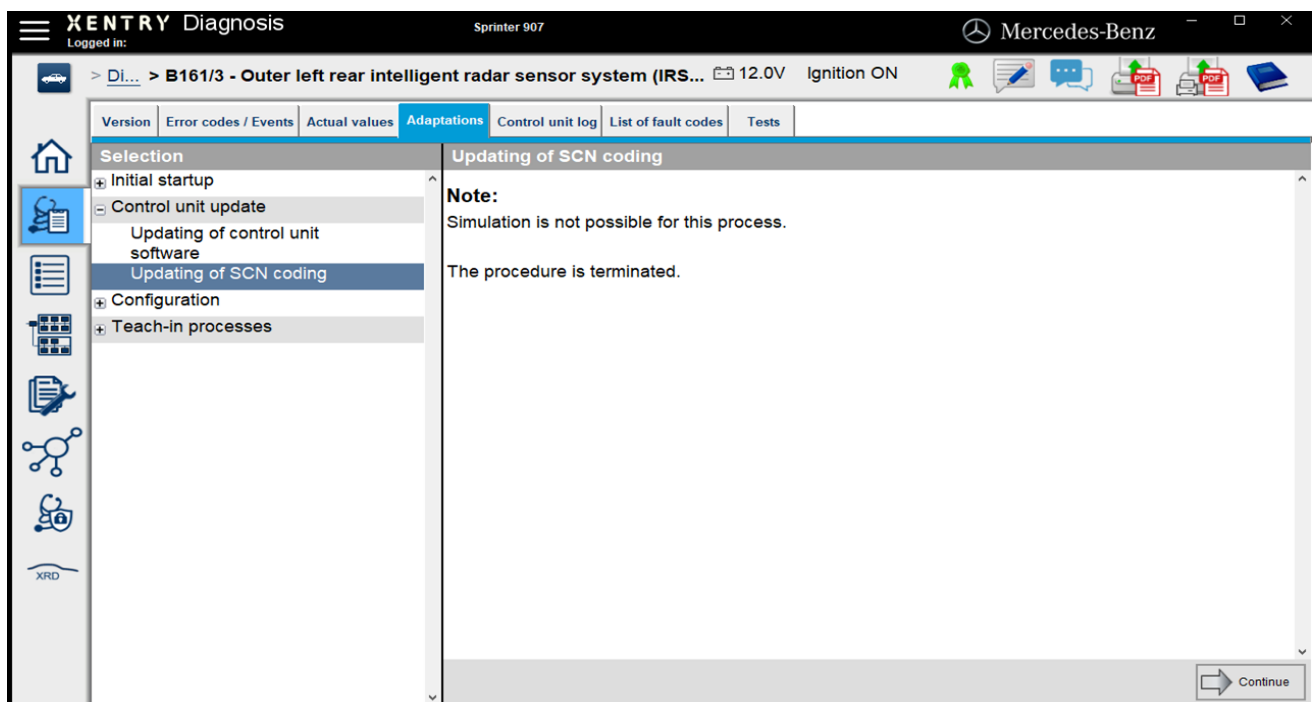 XENTRY Diagnosis
Logged in:
Sprinter 907
Mercedes-Benz
> Di... > B161/3 - Outer left rear intelligent radar sensor system (IRS... 12.0V Ignition ON
PDF
PDF
Version Error codes / Events Actual values Adaptations Control unit log List of fault codes Tests
Selection
Initial startup
Control unit update
Updating of control unit
software
Updating of SCN coding
Configuration
Teach-in processes
XRD
Updating of SCN coding
Note:
Simulation is not possible for this process.
The procedure is terminated.
Continue